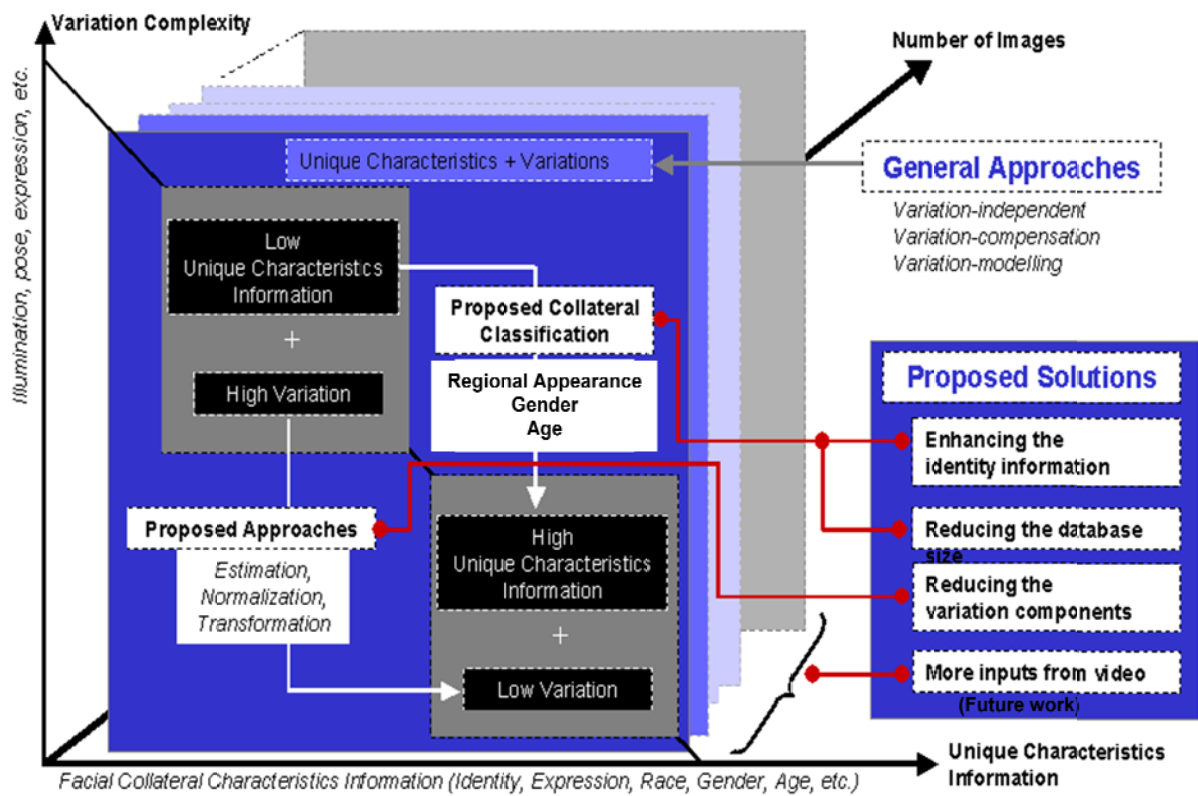 Variation Complexity
Number of Images
Illumination, pose, expression, etc.
Unique Characteristics + Variations
General Approaches
Variation-independent
Variation-compensation
Variation-modelling
Low
Unique Characteristics
Information
+
High Variation
Proposed Collateral
Classification
Regional Appearance
Gender
Age
Proposed Approaches
Estimation,
Normalization,
Transformation
High
Unique Characteristics
Information
+
Low Variation
Proposed Solutions
Enhancing the
identity information
Reducing the database
size
Reducing the
variation components
More inputs from video
(Future work)
Unique Characteristics
Information
Facial Collateral Characteristics Information (Identity, Expression, Race, Gender, Age, etc.)